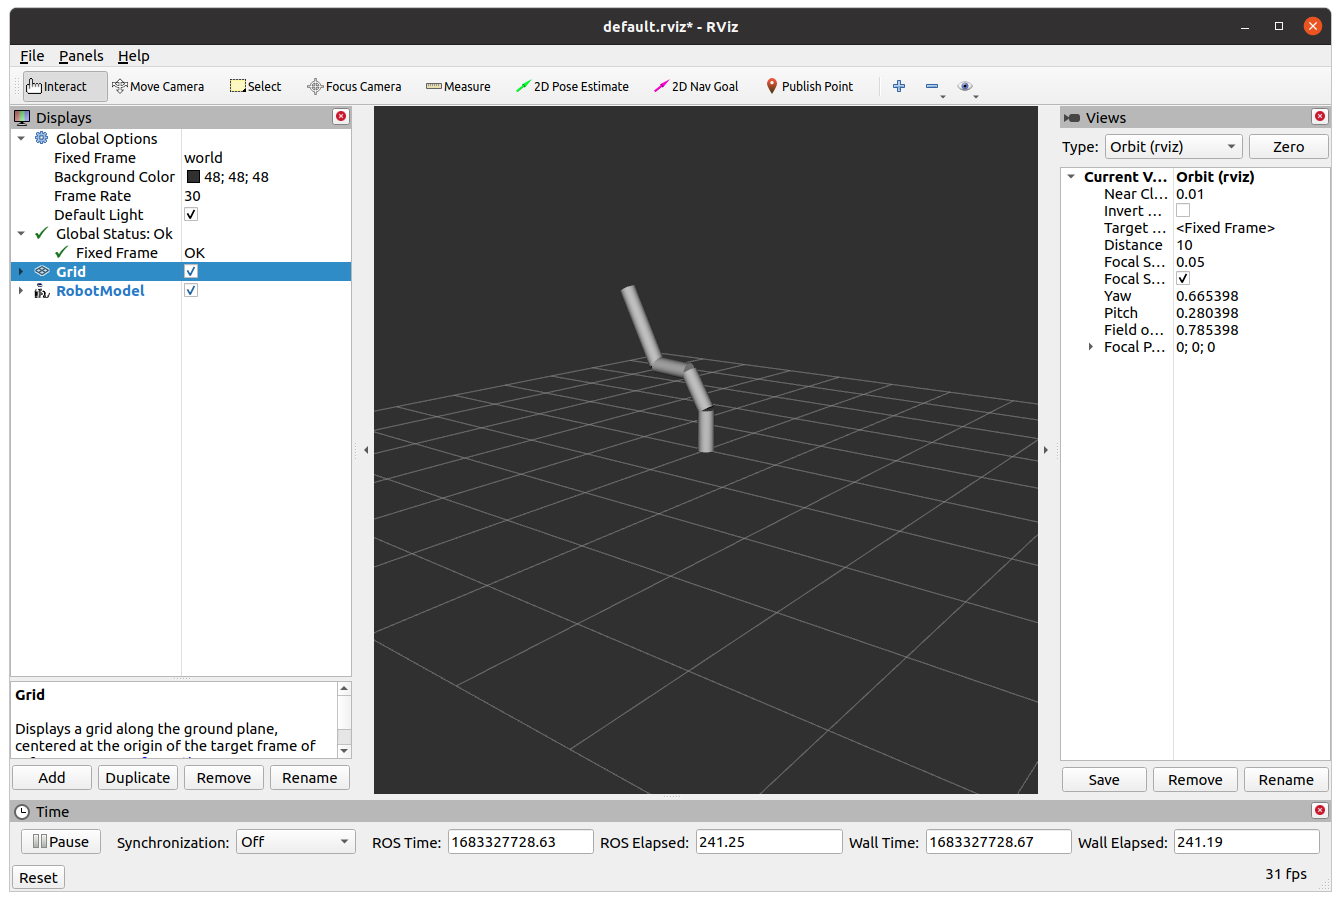 default.rviz* - RViz
File Panels Help
Interact Move Camera Select Focus Camera Measure 2D Pose Estimate 2D Nav Goal Publish Point
Displays
Global Options
Fixed Frame world
Background Color 48; 48; 48
Frame Rate 30
Default Light
Global Status: Ok
Fixed Frame OK
Grid
RobotModel
Grid
Displays a grid along the ground plane,
centered at the origin of the target frame of
Add Duplicate Remove Rename
Views
Type: Orbit (rviz) Zero
Current V... Orbit (rviz)
Near Cl... 0.01
Invert ...
Target ... <Fixed Frame>
Distance 10
Focal S... 0.05
Focal S...
Yaw 0.665398
Pitch 0.280398
Field o... 0.785398
Focal P... 0; 0; 0
Save Remove Rename
Time
Pause Synchronization: Off ROS Time: 1683327728.63 ROS Elapsed: 241.25 Wall Time: 1683327728.67 Wall Elapsed: 241.19
Reset 31 fps